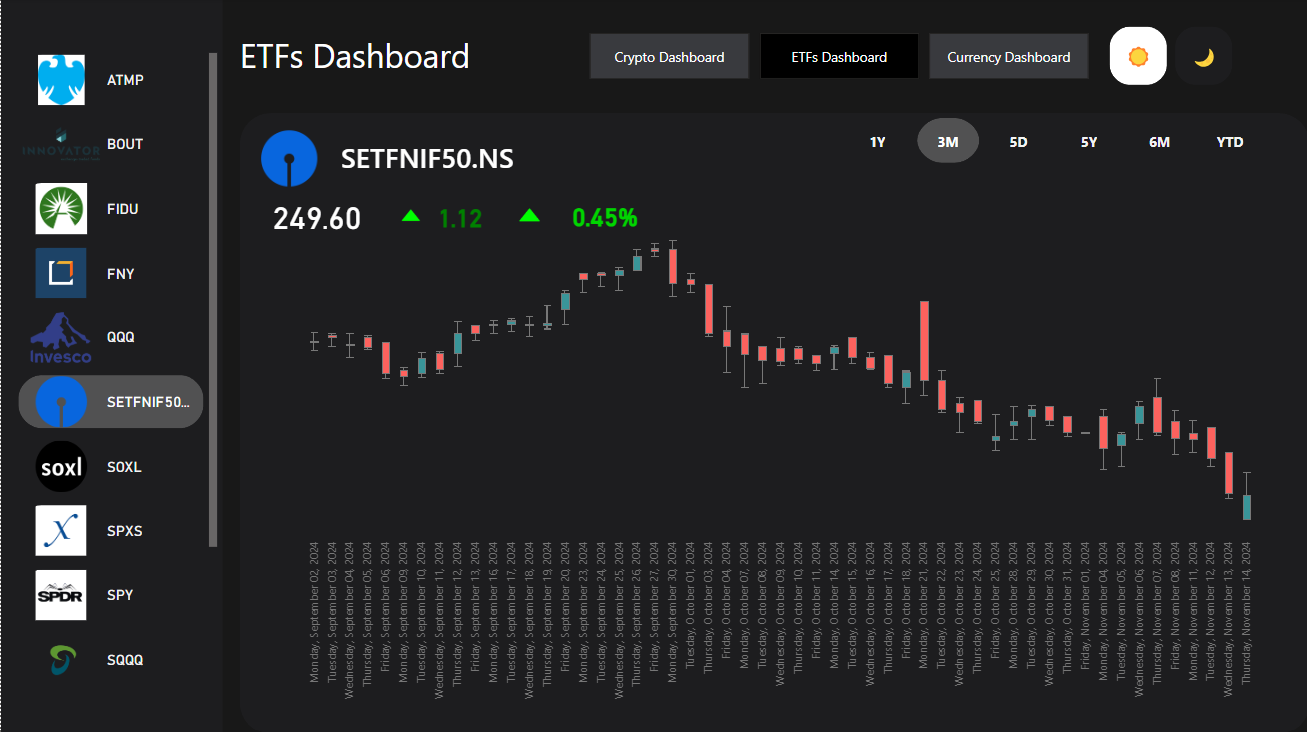 ETFs Dashboard
Crypto Dashboard
ETFs Dashboard
Currency Dashboard
ATMP
INNOVATOR
BOUT
FIDU
FNY
Invesco
QQQ
SETFNIF50...
soxl
SOXL
X
SPXS
SPDR
SPY
SQQQ
SETFNIF50.NS
1Y
3M
5D
5Y
6M
YTD
249.60
1.12
0.45%
Monday, September 02, 2024
Tuesday, September 03, 2024
Wednesday, September 04, 2024
Thursday, September 05, 2024
Friday, September 06, 2024
Monday, September 09, 2024
Tuesday, September 10, 2024
Wednesday, September 11, 2024
Thursday, September 12, 2024
Friday, September 13, 2024
Monday, September 16, 2024
Tuesday, September 17, 2024
Wednesday, September 18, 2024
Thursday, September 19, 2024
Friday, September 20, 2024
Monday, September 23, 2024
Tuesday, September 24, 2024
Wednesday, September 25, 2024
Thursday, September 26, 2024
Friday, September 27, 2024
Monday, September 30, 2024
Tuesday, October 01, 2024
Thursday, October 03, 2024
Friday, October 04, 2024
Monday, October 07, 2024
Tuesday, October 08, 2024
Wednesday, October 09, 2024
Thursday, October 10, 2024
Friday, October 11, 2024
Monday, October 14, 2024
Tuesday, October 15, 2024
Wednesday, October 16, 2024
Thursday, October 17, 2024
Friday, October 18, 2024
Monday, October 21, 2024
Tuesday, October 22, 2024
Wednesday, October 23, 2024
Thursday, October 24, 2024
Friday, October 25, 2024
Monday, October 28, 2024
Tuesday, October 29, 2024
Wednesday, October 30, 2024
Thursday, October 31, 2024
Friday, November 01, 2024
Monday, November 04, 2024
Tuesday, November 05, 2024
Wednesday, November 06, 2024
Thursday, November 07, 2024
Friday, November 08, 2024
Monday, November 11, 2024
Tuesday, November 12, 2024
Wednesday, November 13, 2024
Thursday, November 14, 2024